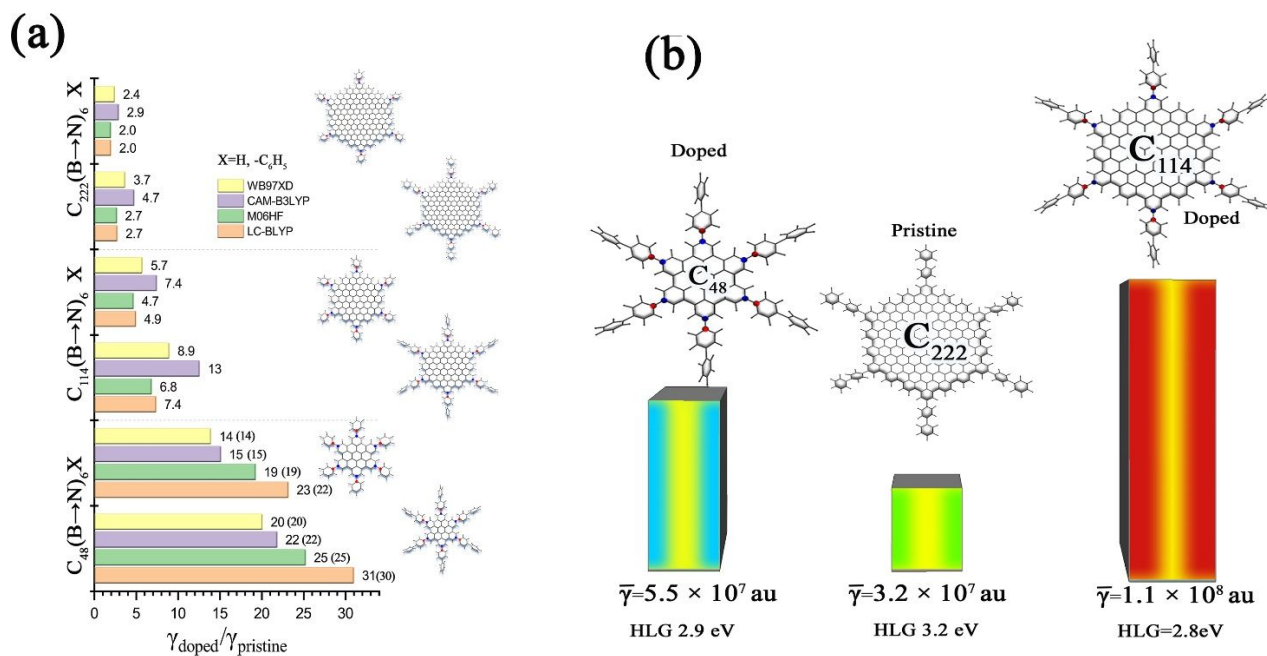 (a)
C₂₂₂(B→N)₆ X
2.4
2.9
2.0
2.0
3.7
4.7
2.7
2.7
X=H, -C₆H₅
WB97XD
CAM-B3LYP
M06HF
LC-BLYP
C₁₁₄(B→N)₆ X
5.7
7.4
4.7
4.9
8.9
13
6.8
7.4
C₄₈(B→N)₆X
14 (14)
15 (15)
19 (19)
23 (22)
20 (20)
22 (22)
25 (25)
31(30)
0 5 10 15 20 25 30
γdoped/γpristine
(b)
Doped
C₄₈
γ̅=5.5 × 10⁷ au
HLG 2.9 eV
Pristine
C₂₂₂
γ̅=3.2 × 10⁷ au
HLG 3.2 eV
C₁₁₄
Doped
γ̅=1.1 × 10⁸ au
HLG=2.8eV